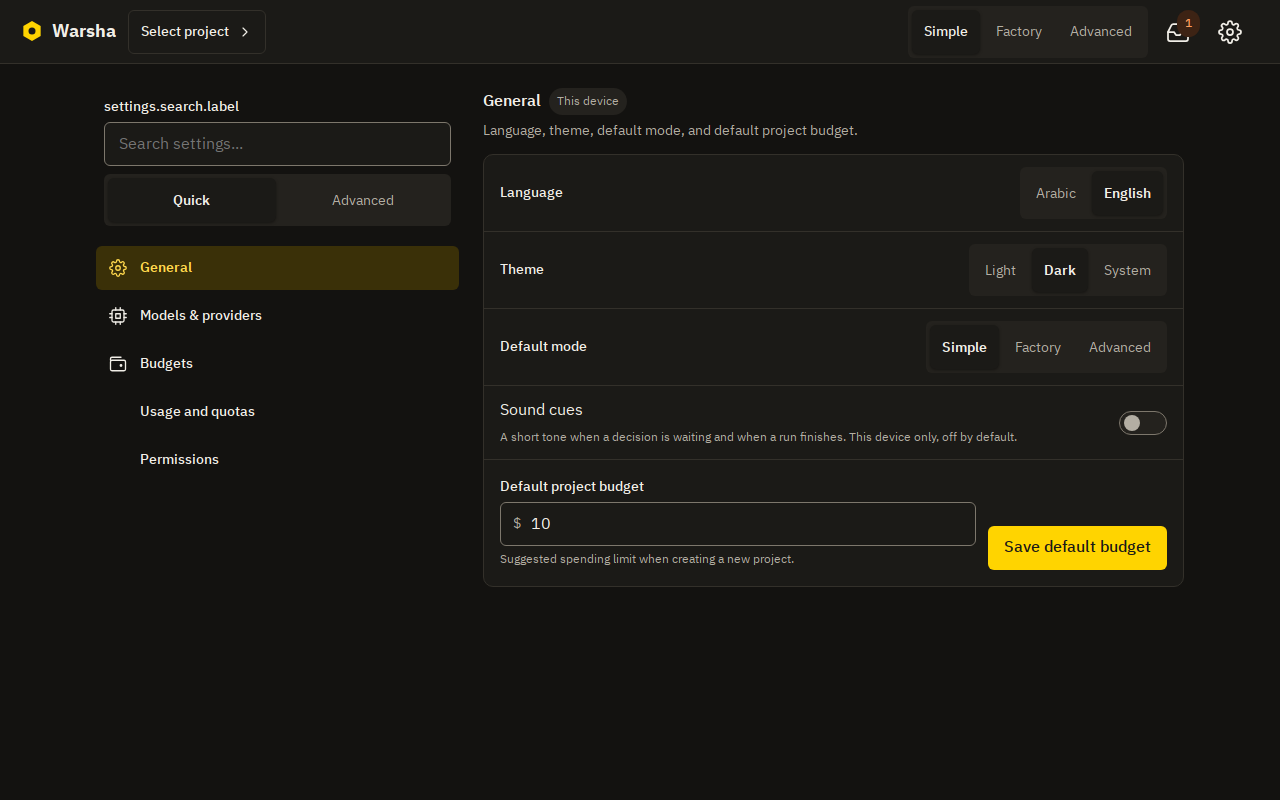 Warsha
Select project
Simple
Factory
Advanced
1
settings.search.label
Search settings...
Quick
Advanced
General
Models & providers
Budgets
Usage and quotas
Permissions
General
This device
Language, theme, default mode, and default project budget.
Language
Arabic
English
Theme
Light
Dark
System
Default mode
Simple
Factory
Advanced
Sound cues
A short tone when a decision is waiting and when a run finishes. This device only, off by default.
Default project budget
$ 10
Suggested spending limit when creating a new project.
Save default budget